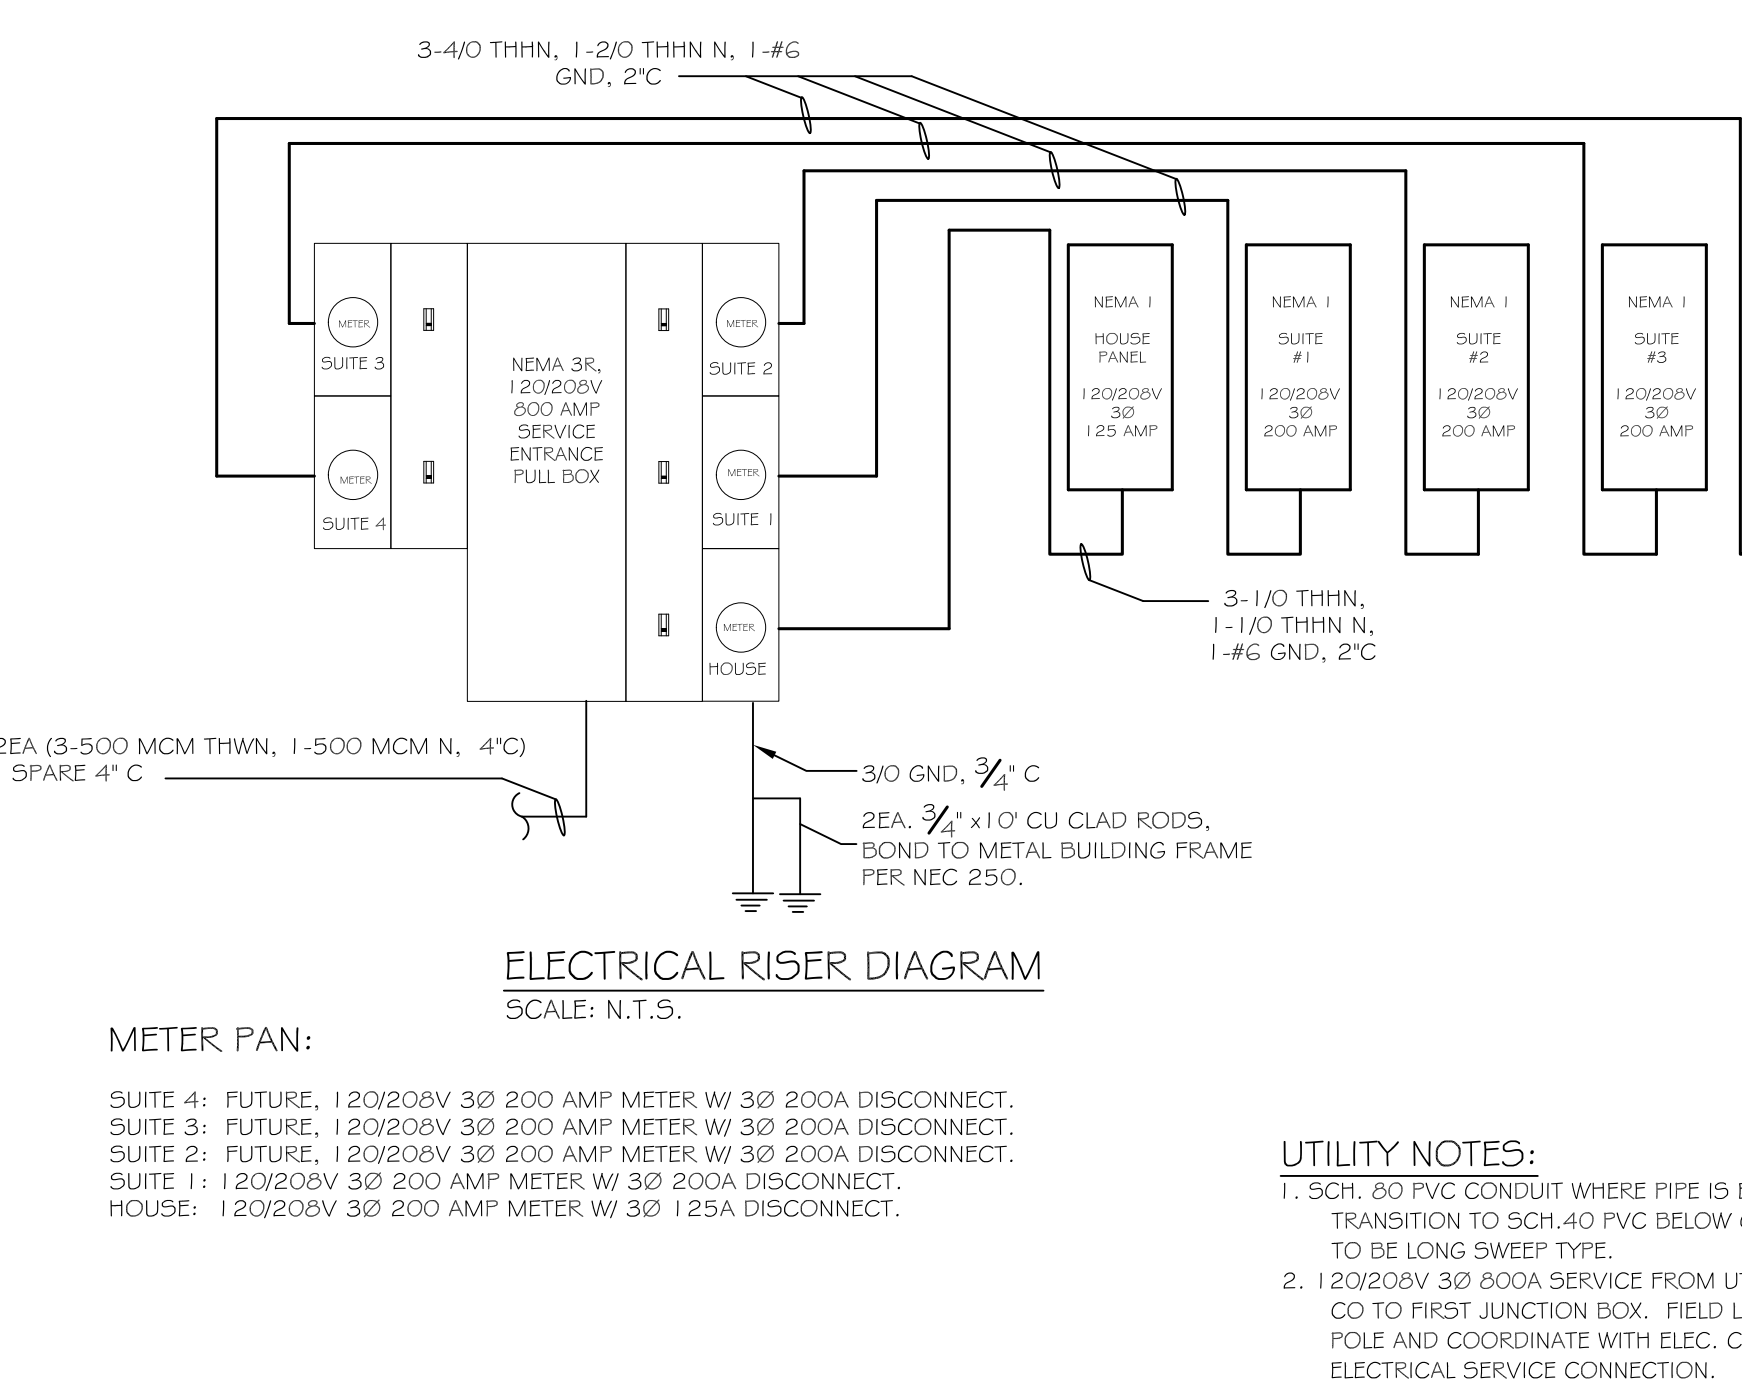 3-4/0 THHN, 1-2/0 THHN N, 1-#6
GND, 2"C
METER
SUITE 3
METER
SUITE 4
NEMA 3R,
120/208V
800 AMP
SERVICE
ENTRANCE
PULL BOX
METER
SUITE 2
METER
SUITE 1
METER
HOUSE
NEMA 1
HOUSE
PANEL
120/208V
3Ø
125 AMP
NEMA 1
SUITE
#1
120/208V
3Ø
200 AMP
NEMA 1
SUITE
#2
120/208V
3Ø
200 AMP
NEMA 1
SUITE
#3
120/208V
3Ø
200 AMP
3-1/0 THHN,
1-1/0 THHN N,
1-#6 GND, 2"C
2EA (3-500 MCM THWN, 1-500 MCM N, 4"C)
SPARE 4" C
3/0 GND, 3/4" C
2EA. 3/4" x10' CU CLAD RODS,
BOND TO METAL BUILDING FRAME
PER NEC 250.
ELECTRICAL RISER DIAGRAM
SCALE: N.T.S.
METER PAN:
SUITE 4: FUTURE, 120/208V 3Ø 200 AMP METER W/ 3Ø 200A DISCONNECT.
SUITE 3: FUTURE, 120/208V 3Ø 200 AMP METER W/ 3Ø 200A DISCONNECT.
SUITE 2: FUTURE, 120/208V 3Ø 200 AMP METER W/ 3Ø 200A DISCONNECT.
SUITE 1: 120/208V 3Ø 200 AMP METER W/ 3Ø 200A DISCONNECT.
HOUSE: 120/208V 3Ø 200 AMP METER W/ 3Ø 125A DISCONNECT.
UTILITY NOTES:
1. SCH. 80 PVC CONDUIT WHERE PIPE IS
TRANSITION TO SCH.40 PVC BELOW
TO BE LONG SWEEP TYPE.
2. 120/208V 3Ø 800A SERVICE FROM
CO TO FIRST JUNCTION BOX. FIELD
POLE AND COORDINATE WITH ELEC.
ELECTRICAL SERVICE CONNECTION.